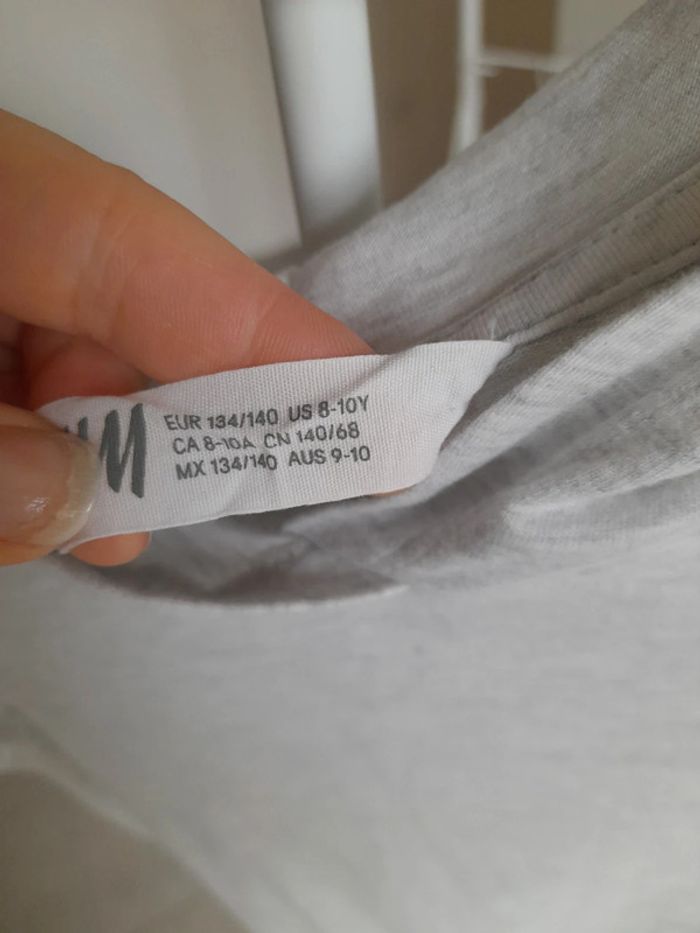 M
EUR 134/140 US 8-10Y
CA 8-10A CN 140/68
MX 134/140 AUS 9-10